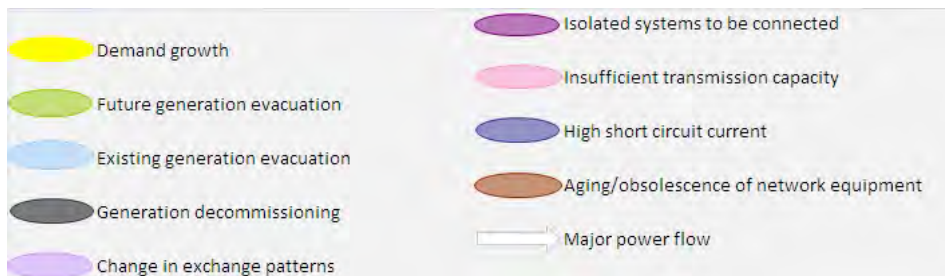 Demand growth
Future generation evacuation
Existing generation evacuation
Generation decommissioning
Change in exchange patterns
Isolated systems to be connected
Insufficient transmission capacity
High short circuit current
Aging/obsolescence of network equipment
Major power flow